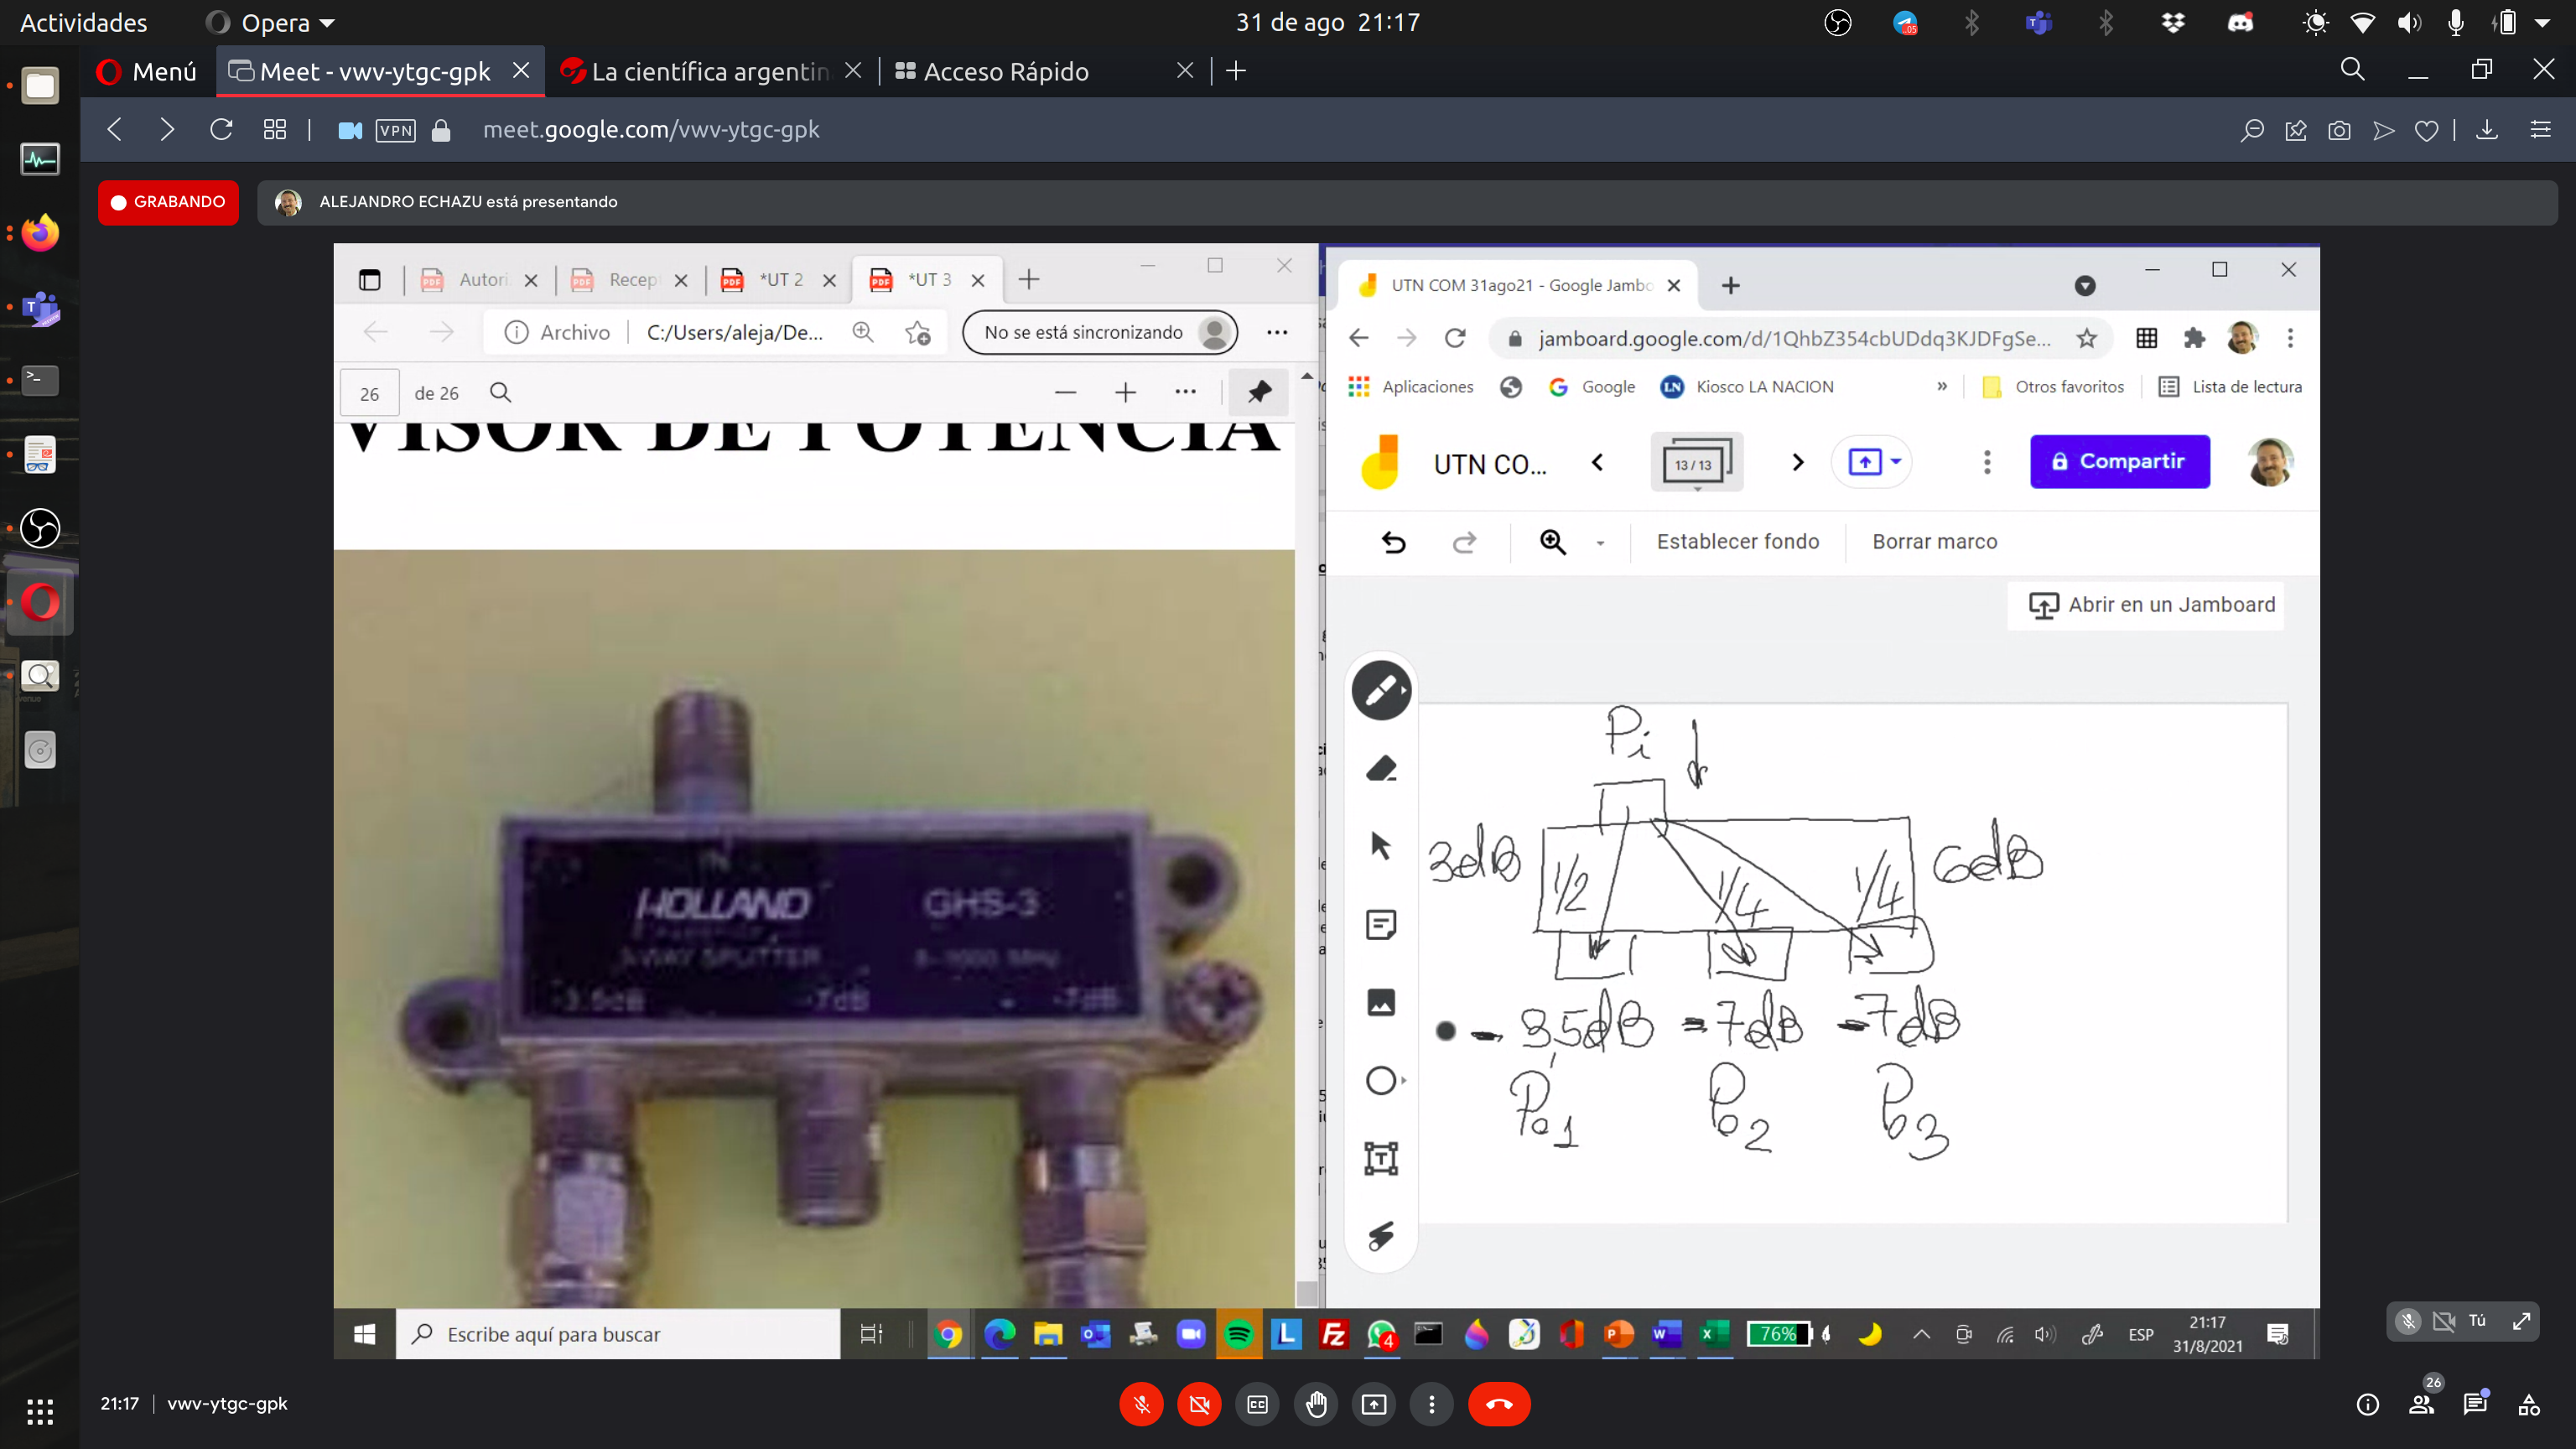 Actividades
Opera
31 de ago 21:17
Menú
Meet - vwv-ytgc-gpk
La científica argentin
Acceso Rápido
VPN
meet.google.com/vwv-ytgc-gpk
GRABANDO
ALEJANDRO ECHAZU está presentando
Autori
Recep
*UT 2
*UT 3
Archivo
C:/Users/aleja/De...
No se está sincronizando
26
de 26
VISOR DE POTENCIA
HOLLAND
GHS-3
3-WAY SPLITTER
5-1000 MHz
-3.5dB
-7dB
-7dB
UTN COM 31ago21 - Google Jambo
jamboard.google.com/d/1QhbZ354cbUDdq3KJDFgSe...
Aplicaciones
Google
LN
Kiosco LA NACION
»
Otros favoritos
Lista de lectura
UTN CO...
13 / 13
Compartir
Establecer fondo
Borrar marco
Abrir en un Jamboard
Pi
3dB
1/2
1/4
1/4
6dB
- 3,5dB
-7dB
-7dB
Po1
Po2
Po3
Escribe aquí para buscar
4
76%
ESP
21:17
31/8/2021
Tú
21:17
vwv-ytgc-gpk
26